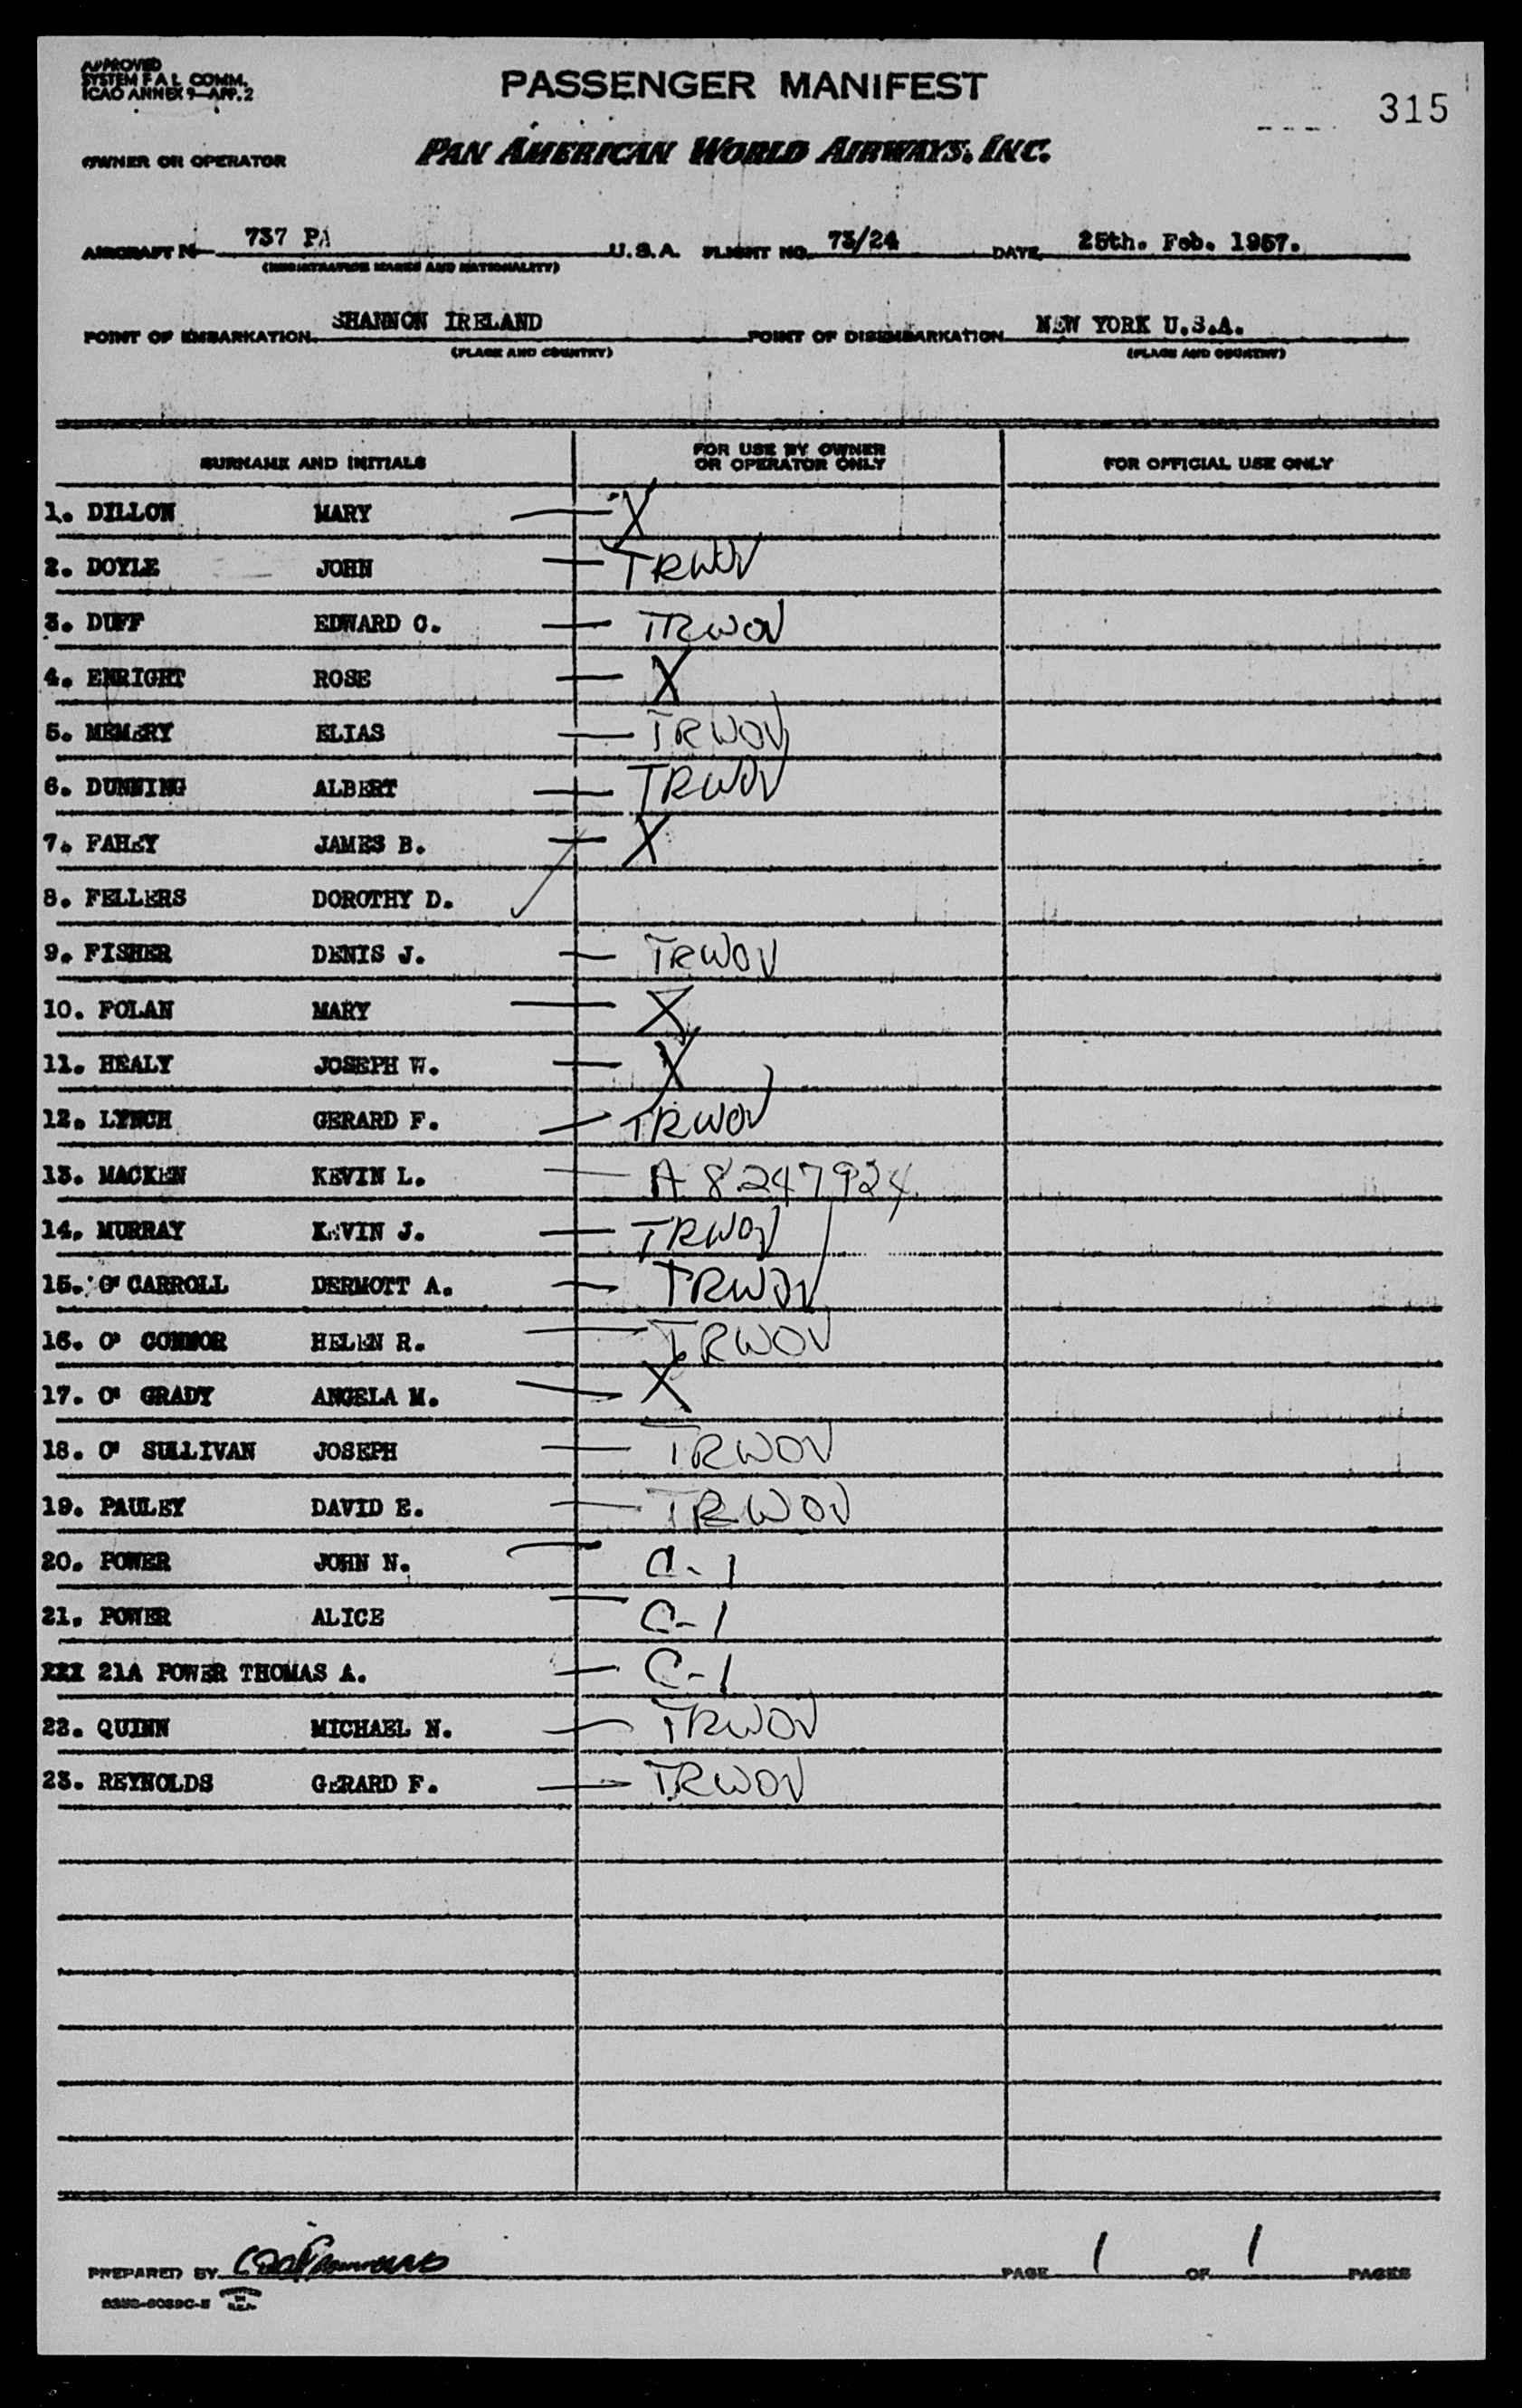 APPROVED
SYSTEM F A L COMM.
ICAO ANNEX 9—APP. 2
PASSENGER MANIFEST
315
OWNER OR OPERATOR PAN AMERICAN WORLD AIRWAYS, INC.
AIRCRAFT N 737 PA U.S.A. FLIGHT NO. 73/24 DATE 25th. Feb. 1957.
(REGISTRATION MARKS AND NATIONALITY)
POINT OF EMBARKATION SHANNON IRELAND POINT OF DISEMBARKATION NEW YORK U.S.A.
(PLACE AND COUNTRY) (PLACE AND COUNTRY)
SURNAME AND INITIALS FOR USE BY OWNER OR OPERATOR ONLY FOR OFFICIAL USE ONLY
1. DILLON MARY — X
2. DOYLE JOHN — TRWOV
3. DUFF EDWARD C. — TRWOV
4. ENRIGHT ROSE — X
5. MEMERY ELIAS — TRWOV
6. DUNNING ALBERT — TRWOV
7. FAHEY JAMES B. — X
8. FELLERS DOROTHY D. ✓
9. FISHER DENIS J. — TRWOV
10. FOLAN MARY — X
11. HEALY JOSEPH W. — X
12. LYNCH GERARD F. — TRWOV
13. MACKEN KEVIN L. — A 8247924
14. MURRAY KEVIN J. — TRWOV
15. O' CARROLL DERMOTT A. — TRWOV
16. O' CONNOR HELEN R. — TRWOV
17. O' GRADY ANGELA M. — X
18. O' SULLIVAN JOSEPH — TRWOV
19. PAULEY DAVID E. — TRWOV
20. POWER JOHN N. — C-1
21. POWER ALICE — C-1
XXX 21A POWER THOMAS A. — C-1
22. QUINN MICHAEL N. — TRWOV
23. REYNOLDS GERARD F. — TRWOV
PREPARED BY PAGE 1 OF 1 PAGES
PRINTED IN U.S.A.